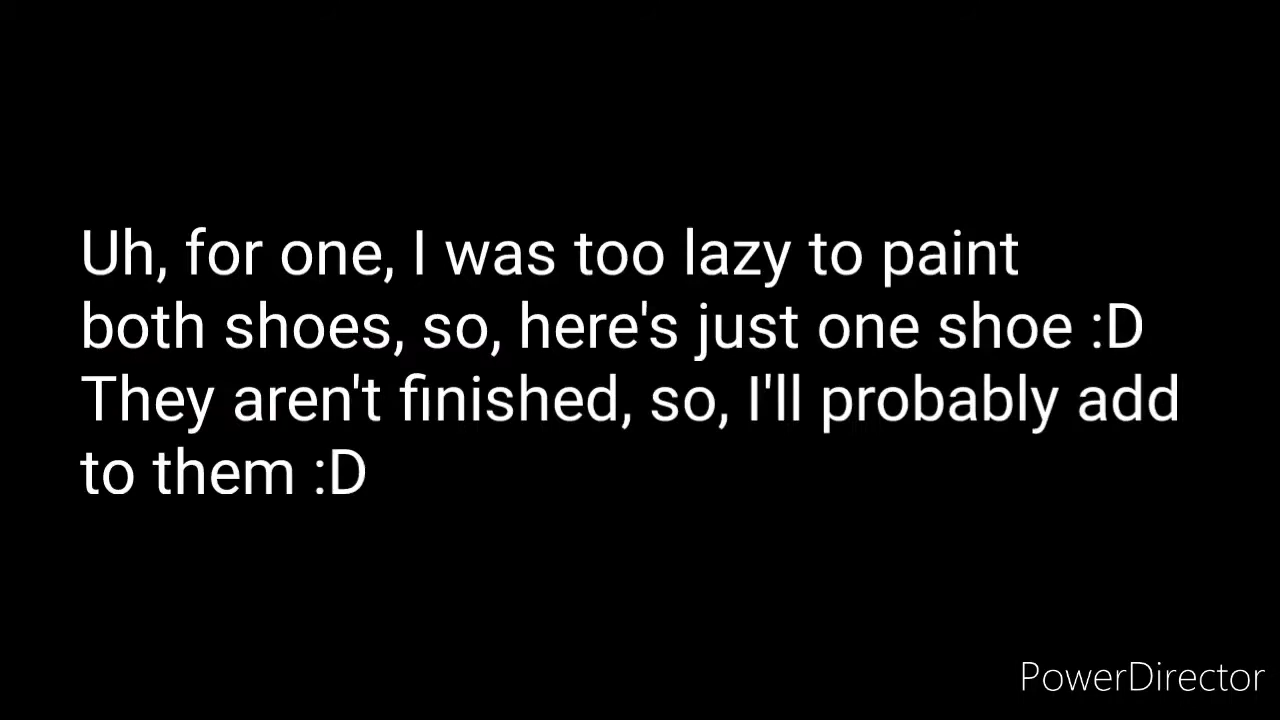 Uh, for one, I was too lazy to paint
both shoes, so, here's just one shoe :D
They aren't finished, so, I'll probably add
to them :D
PowerDirector